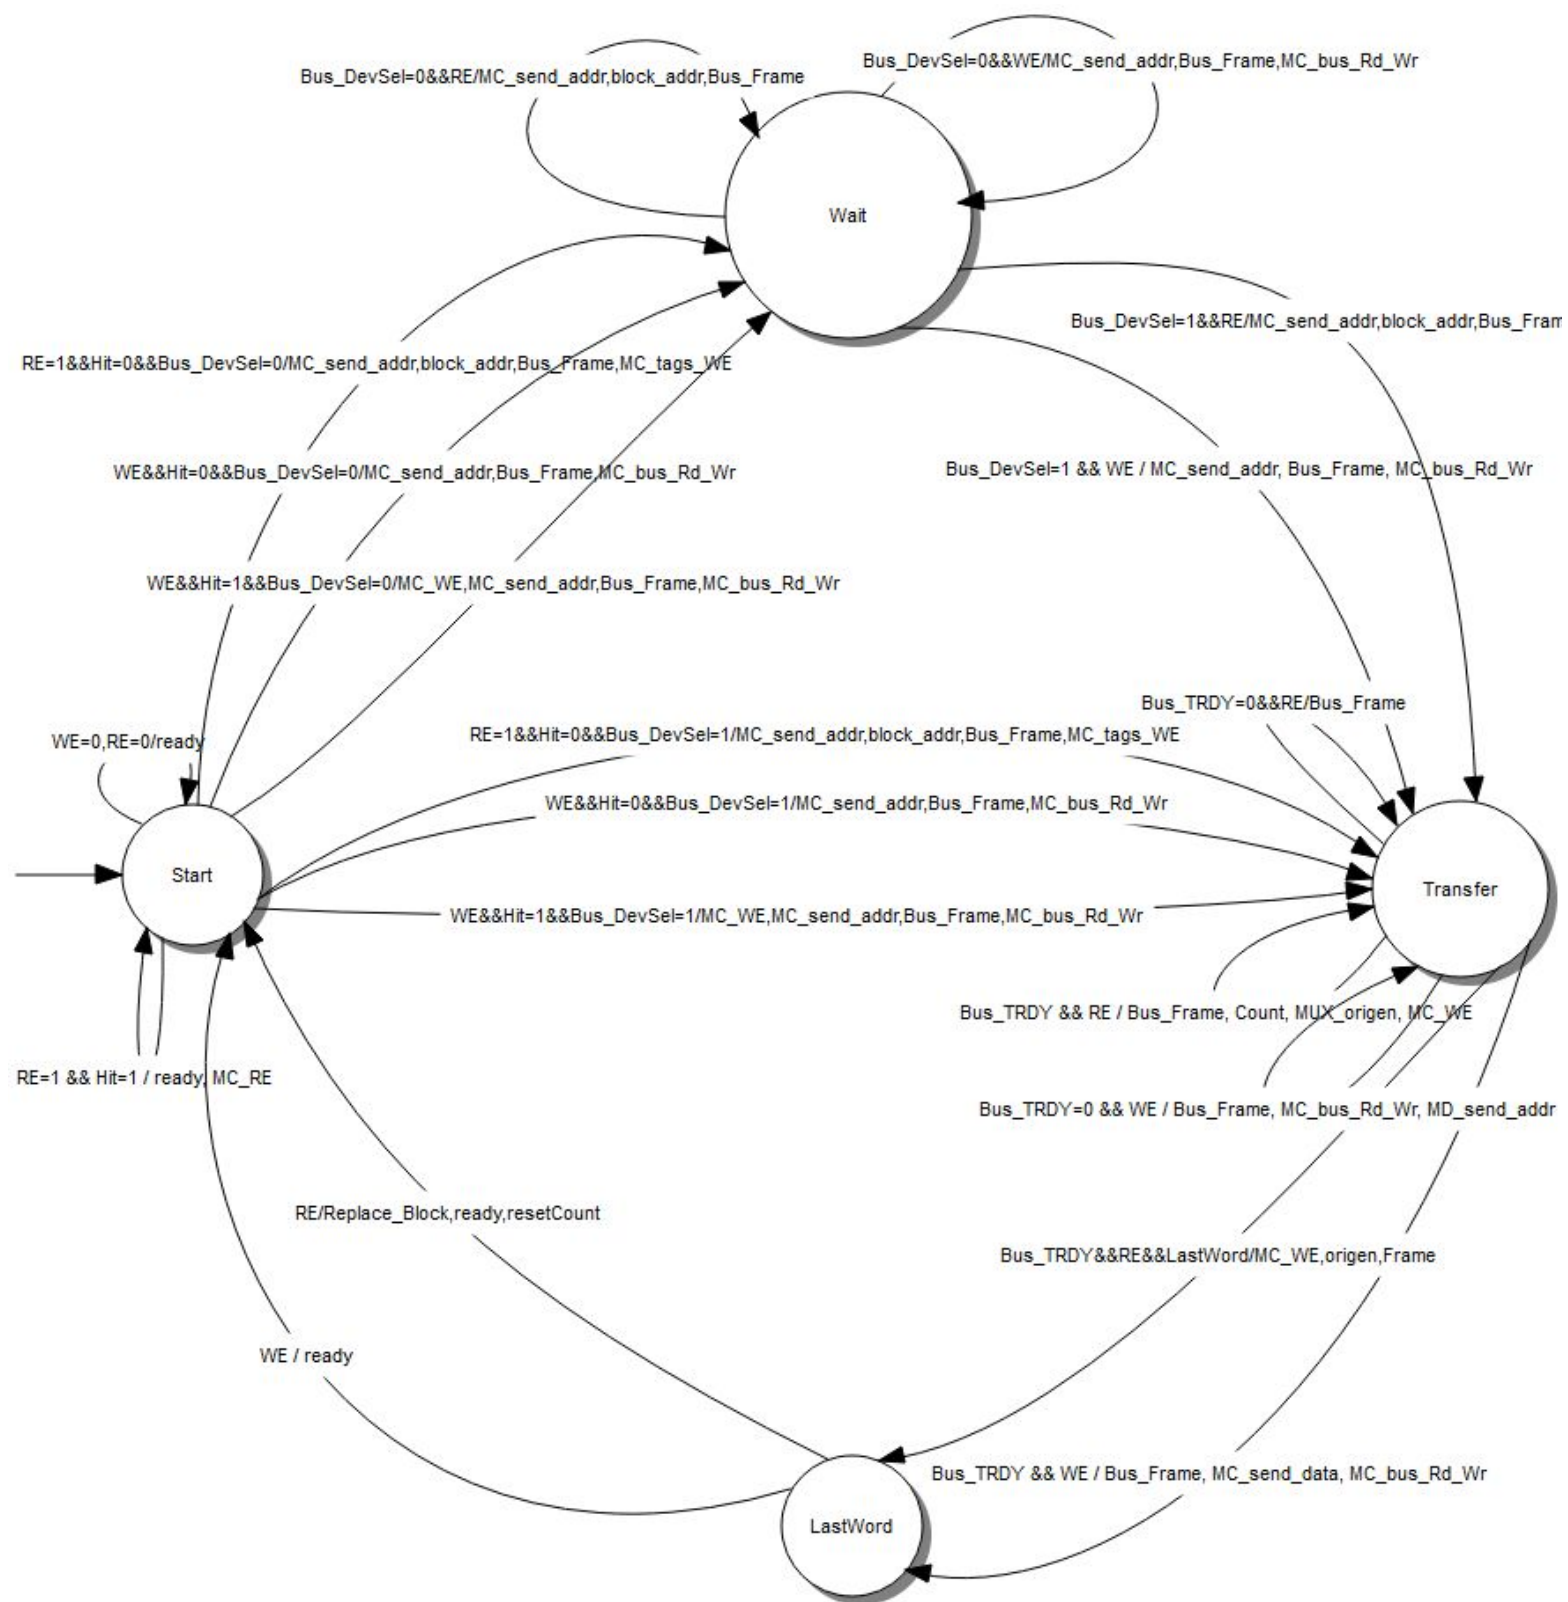 Bus_DevSel=0&&WE/MC_send_addr,Bus_Frame,MC_bus_Rd_Wr
Bus_DevSel=0&&RE/MC_send_addr,block_addr,Bus_Frame
Wait
Bus_DevSel=1&&RE/MC_send_addr,block_addr,Bus_Fram
RE=1&&Hit=0&&Bus_DevSel=0/MC_send_addr,block_addr,Bus_Frame,MC_tags_WE
Bus_DevSel=1 && WE / MC_send_addr, Bus_Frame, MC_bus_Rd_Wr
WE&&Hit=0&&Bus_DevSel=0/MC_send_addr,Bus_Frame,MC_bus_Rd_Wr
WE&&Hit=1&&Bus_DevSel=0/MC_WE,MC_send_addr,Bus_Frame,MC_bus_Rd_Wr
Bus_TRDY=0&&RE/Bus_Frame
WE=0,RE=0/ready
RE=1&&Hit=0&&Bus_DevSel=1/MC_send_addr,block_addr,Bus_Frame,MC_tags_WE
WE&&Hit=0&&Bus_DevSel=1/MC_send_addr,Bus_Frame,MC_bus_Rd_Wr
Start
Transfer
WE&&Hit=1&&Bus_DevSel=1/MC_WE,MC_send_addr,Bus_Frame,MC_bus_Rd_Wr
Bus_TRDY && RE / Bus_Frame, Count, MUX_origen, MC_WE
RE=1 && Hit=1 / ready, MC_RE
Bus_TRDY=0 && WE / Bus_Frame, MC_bus_Rd_Wr, MD_send_addr
RE/Replace_Block,ready,resetCount
Bus_TRDY&&RE&&LastWord/MC_WE,origen,Frame
WE / ready
Bus_TRDY && WE / Bus_Frame, MC_send_data, MC_bus_Rd_Wr
LastWord